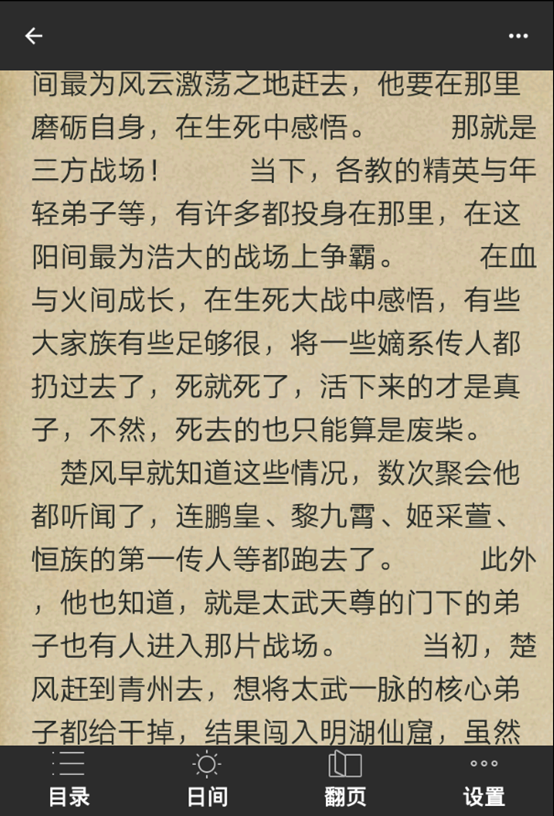 间最为风云激荡之地赶去，他要在那里
磨砺自身，在生死中感悟。 那就是
三方战场！ 当下，各教的精英与年
轻弟子等，有许多都投身在那里，在这
阳间最为浩大的战场上争霸。 在血
与火间成长，在生死大战中感悟，有些
大家族有些足够很，将一些嫡系传人都
扔过去了，死就死了，活下来的才是真
子，不然，死去的也只能算是废柴。
楚风早就知道这些情况，数次聚会他
都听闻了，连鹏皇、黎九霄、姬采萱、
恒族的第一传人等都跑去了。 此外
，他也知道，就是太武天尊的门下的弟
子也有人进入那片战场。 当初，楚
风赶到青州去，想将太武一脉的核心弟
子都给干掉，结果闯入明湖仙窟，虽然
目录 日间 翻页 设置